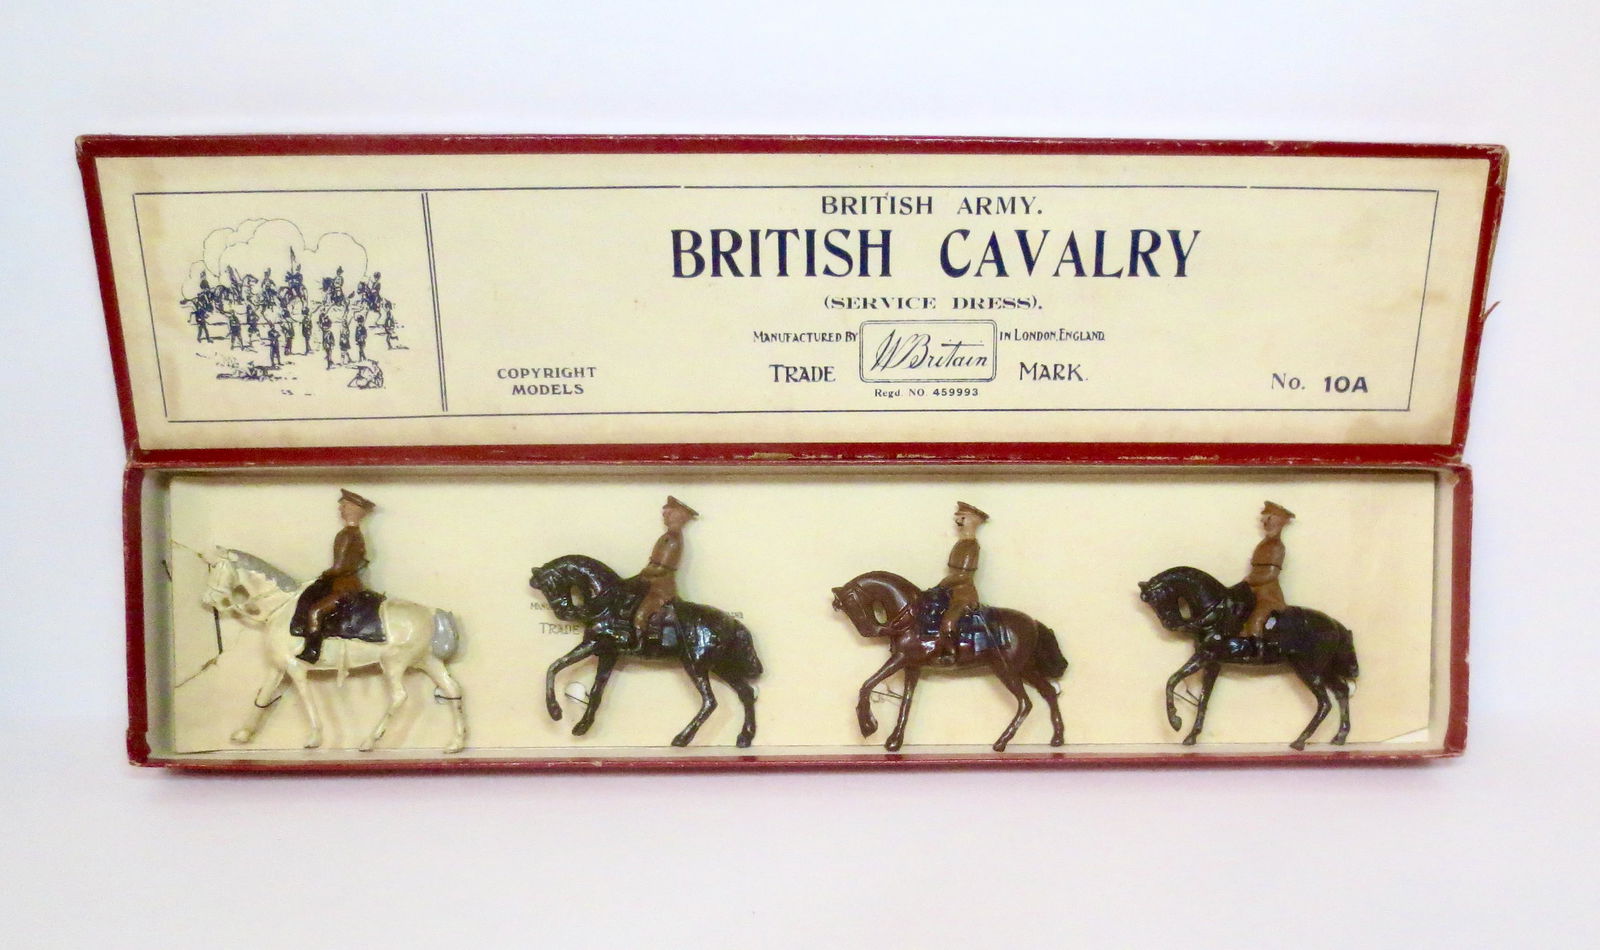 BRITISH ARMY.
BRITISH CAVALRY
(SERVICE DRESS).
MANUFACTURED BY W Britain IN LONDON, ENGLAND.
TRADE MARK.
Regd. NO. 459993
COPYRIGHT
MODELS
No. 10A
TRADE